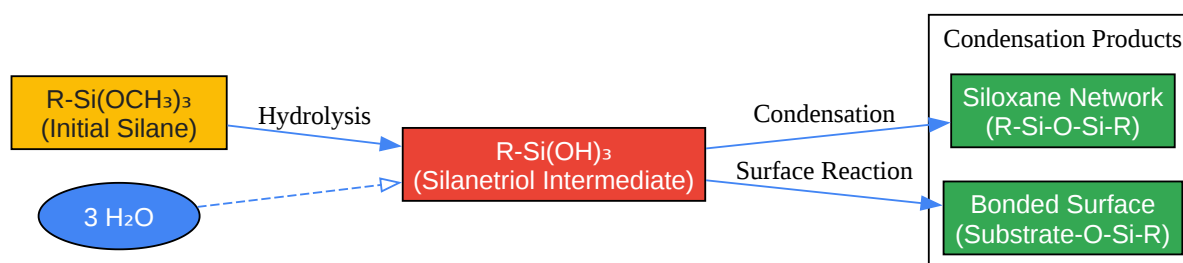 R-Si(OCH₃)₃
(Initial Silane)
3 H₂O
Hydrolysis
R-Si(OH)₃
(Silanetriol Intermediate)
Condensation
Surface Reaction
Condensation Products
Siloxane Network
(R-Si-O-Si-R)
Bonded Surface
(Substrate-O-Si-R)